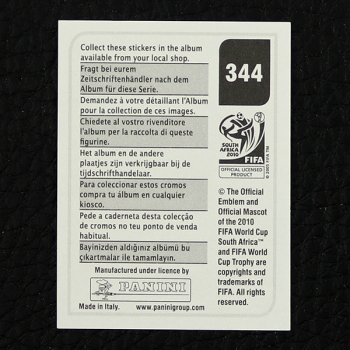 Collect these stickers in the album
available from your local shop.
Fragt bei eurem
Zeitschriftenhändler nach dem
Album für diese Serie.
Demandez à votre détaillant l'Album
pour la collection de ces images.
Chiedete al vostro rivenditore
l'album per la raccolta di queste
figurine.
Het album en de andere
plaatjes zijn verkrijgbaar bij de
tijdschrifthandelaar.
Para coleccionar estos cromos
compra tu álbum en cualquier
kiosco.
Pede a caderneta desta colecção
de cromos no teu ponto de venda
habitual.
Bayinizden aldığınız albümü bu
çıkartmalar ile tamamlayın.
Manufactured under licence by
PANINI
Made in Italy. www.paninigroup.com
344
SOUTH AFRICA
2010
FIFA
OFFICIAL LICENSED
PRODUCT
© 2005 FIFA TM
© The Official
Emblem and
Official Mascot
of the 2010
FIFA World Cup
South Africa™
and FIFA World
Cup Trophy are
copyrights and
trademarks of
FIFA. All rights
reserved.